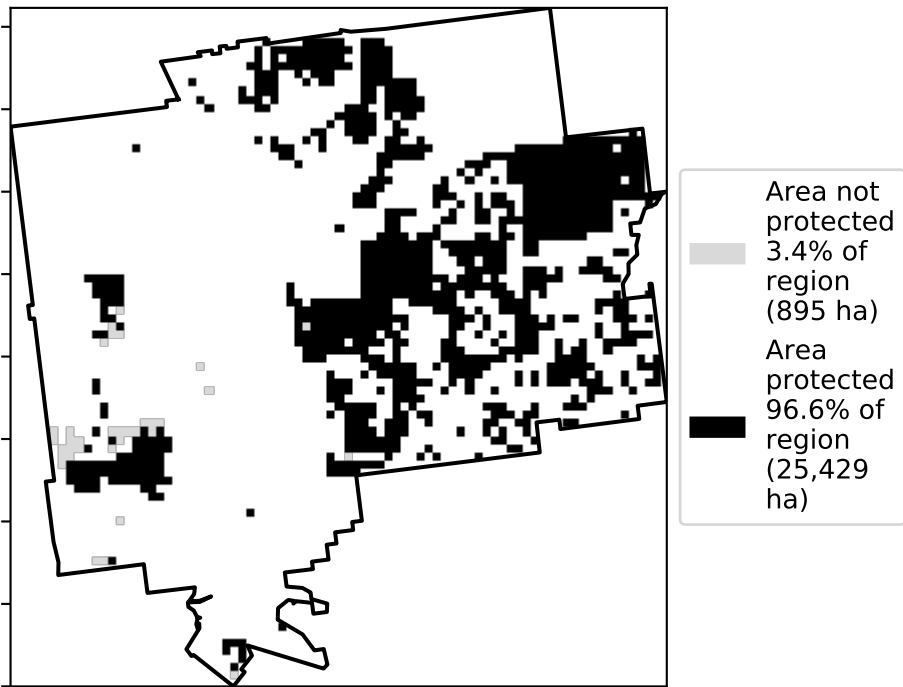 Area not
protected
3.4% of
region
(895 ha)
Area
protected
96.6% of
region
(25,429
ha)